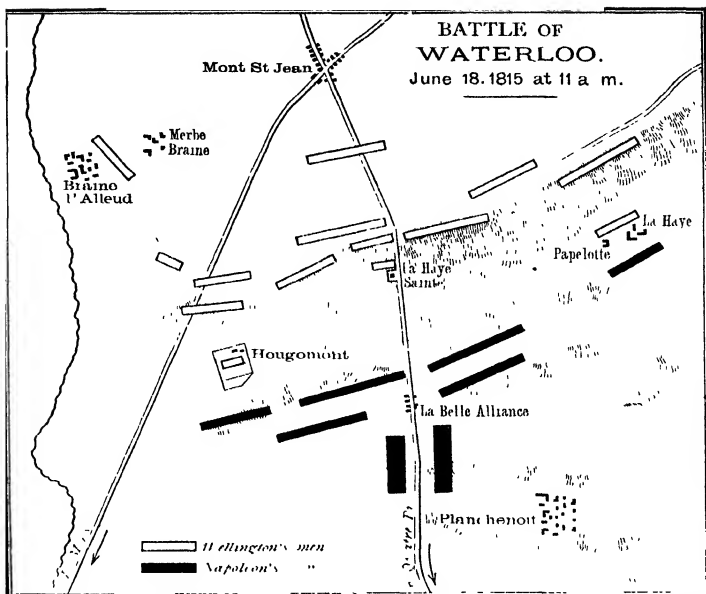 BATTLE OF
WATERLOO.
June 18. 1815 at 11 a m.
Mont St Jean
Merbe
Braine
Braino
l'Alleud
La Haye
Papelotte
La Haye
Sainte
Hougomont
La Belle Alliance
Planchenoit
Wellington's men
Napoleon's "